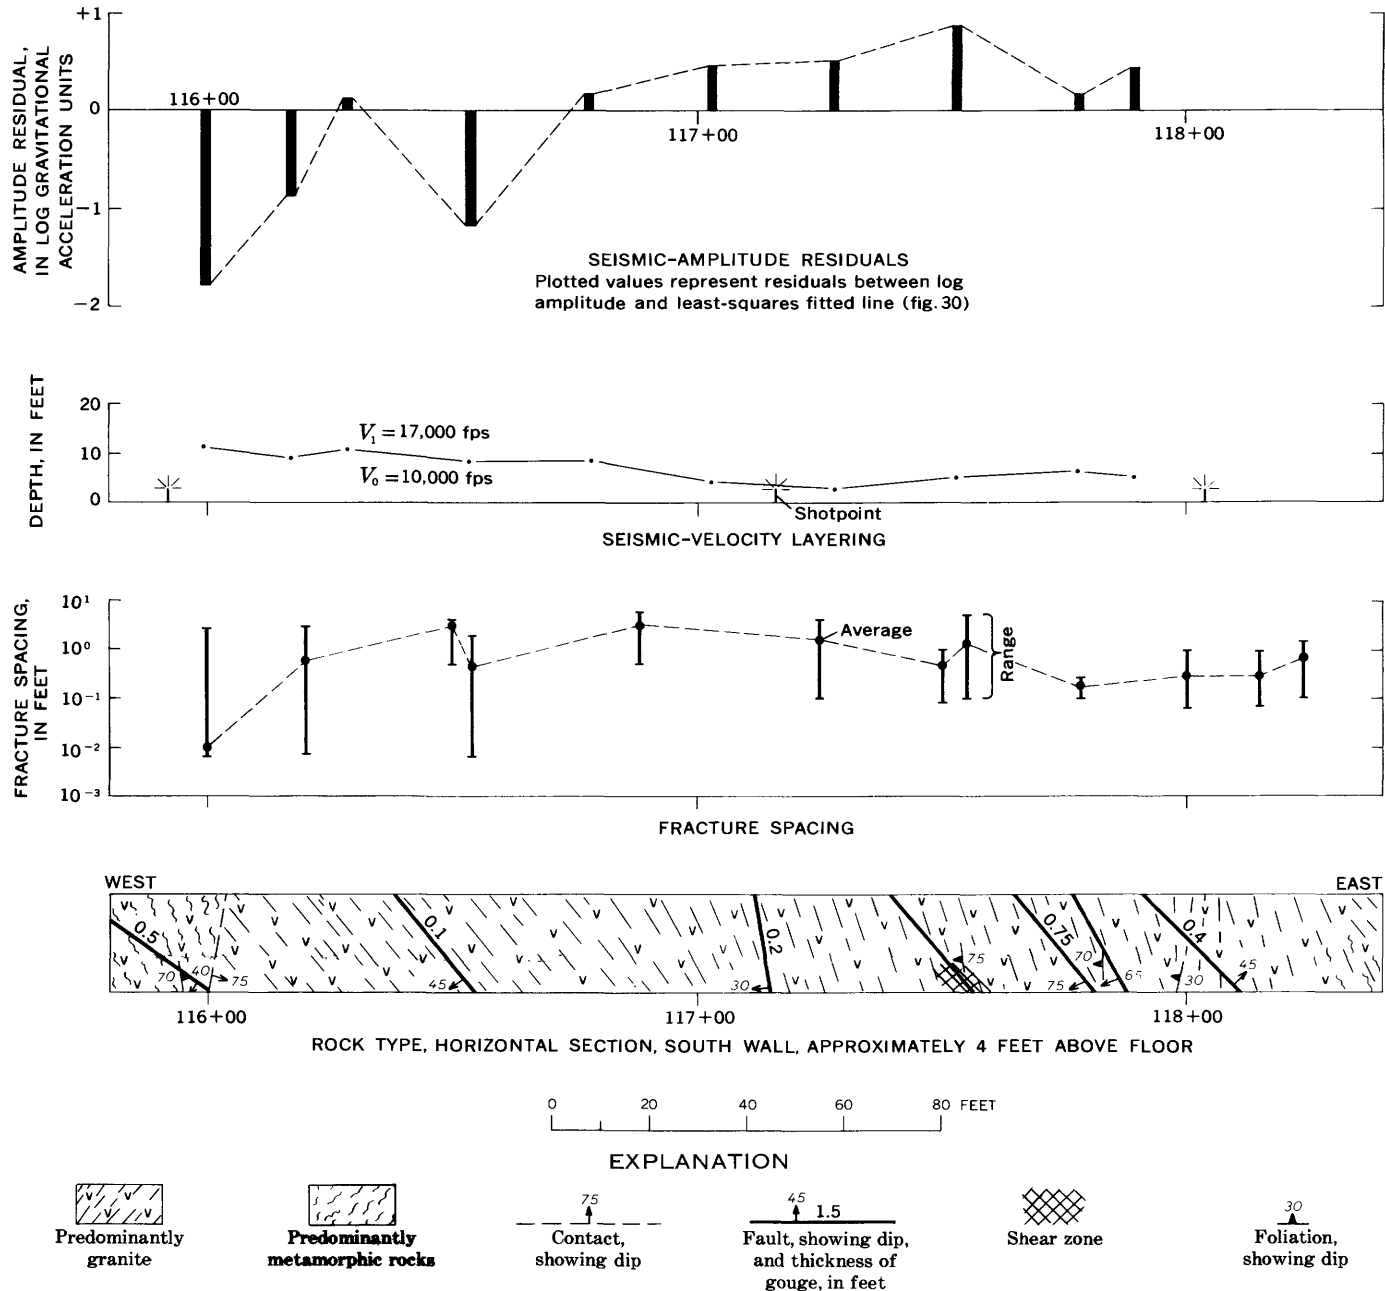 AMPLITUDE RESIDUAL,
IN LOG GRAVITATIONAL
ACCELERATION UNITS
+1
0
−1
−2
116+00
117+00
118+00
SEISMIC-AMPLITUDE RESIDUALS
Plotted values represent residuals between log
amplitude and least-squares fitted line (fig. 30)
DEPTH, IN FEET
20
10
0
V₁ = 17,000 fps
V₀ = 10,000 fps
Shotpoint
SEISMIC-VELOCITY LAYERING
FRACTURE SPACING,
IN FEET
10¹
10⁰
10⁻¹
10⁻²
10⁻³
Average
Range
FRACTURE SPACING
WEST
EAST
0.5
70
40
75
0.1
45
0.2
30
75
0.75
75
70
65
30
0.4
45
116+00
117+00
118+00
ROCK TYPE, HORIZONTAL SECTION, SOUTH WALL, APPROXIMATELY 4 FEET ABOVE FLOOR
0 20 40 60 80 FEET
EXPLANATION
Predominantly
granite
Predominantly
metamorphic rocks
75
Contact,
showing dip
45
1.5
Fault, showing dip,
and thickness of
gouge, in feet
Shear zone
30
Foliation,
showing dip